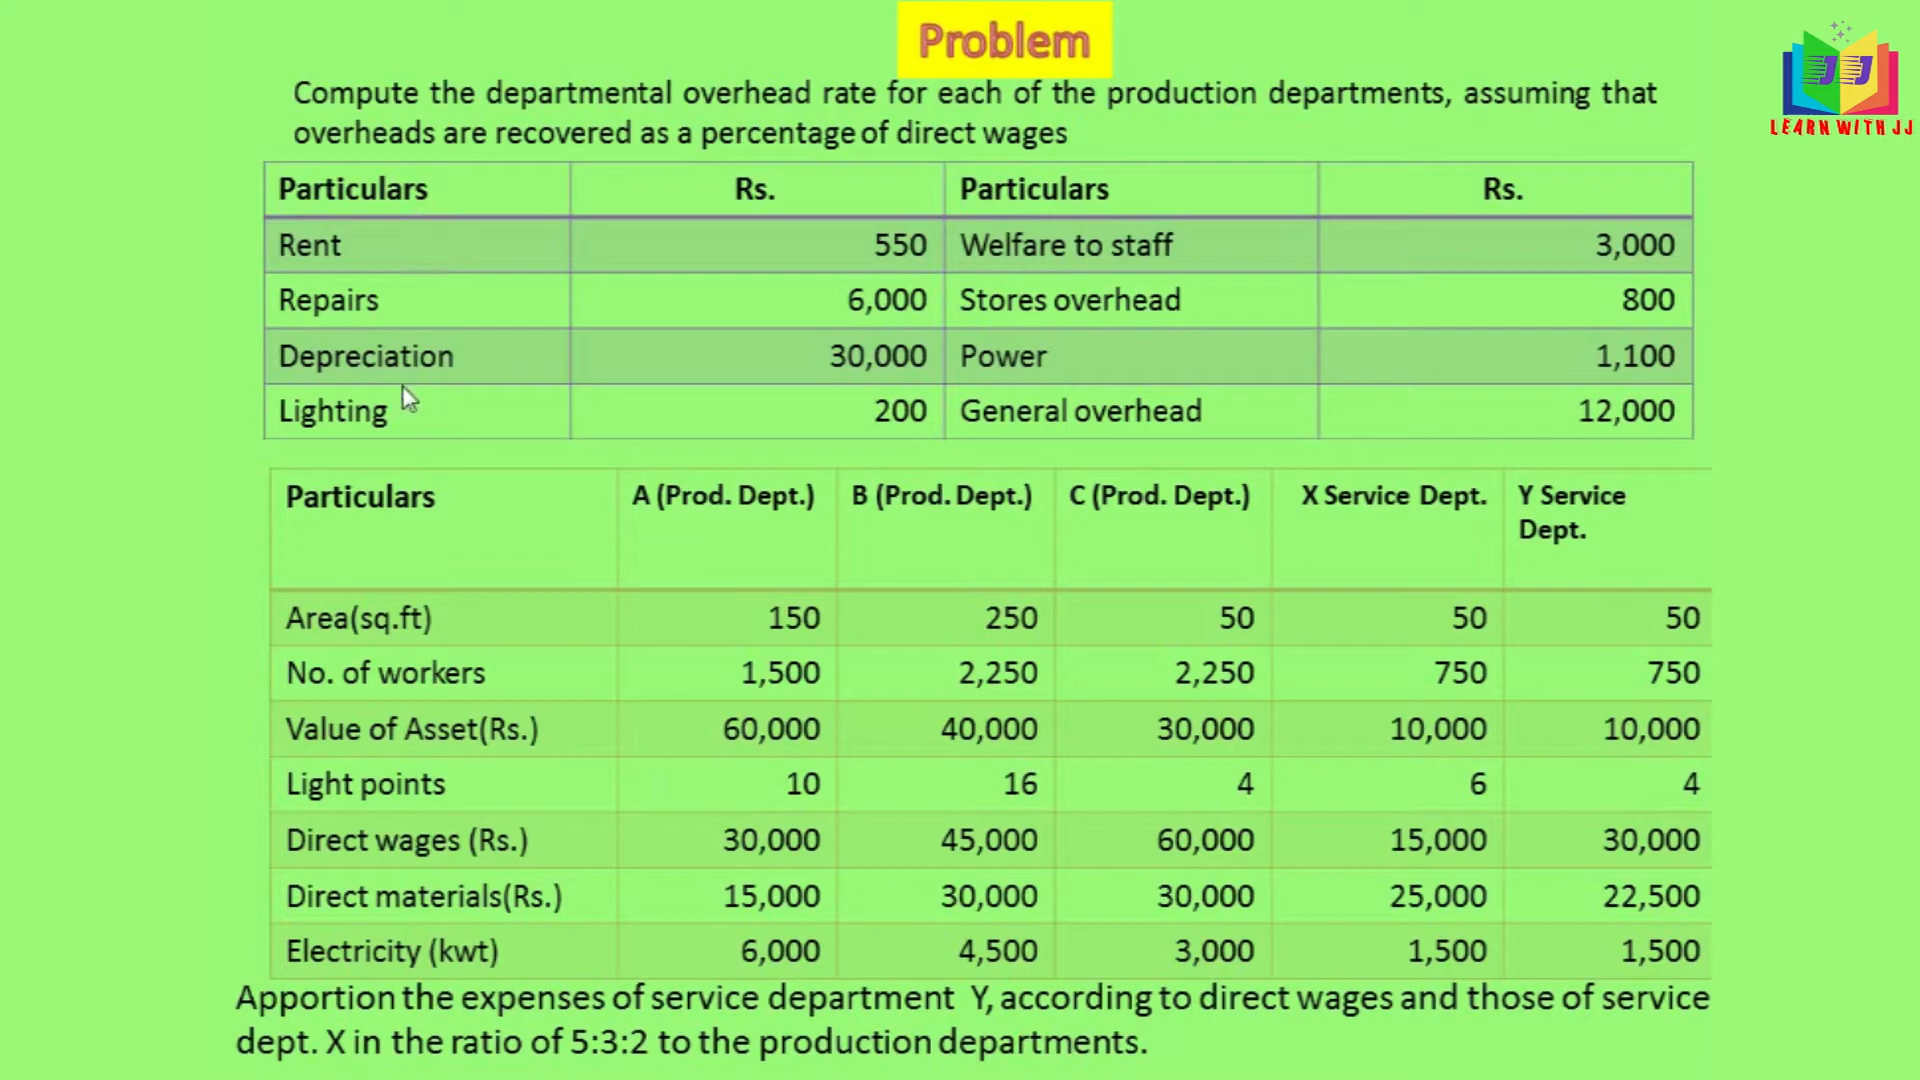 Problem
LEARN WITH JJ
Compute the departmental overhead rate for each of the production departments, assuming that
overheads are recovered as a percentage of direct wages
Particulars Rs. Particulars Rs.
Rent 550 Welfare to staff 3,000
Repairs 6,000 Stores overhead 800
Depreciation 30,000 Power 1,100
Lighting 200 General overhead 12,000
Particulars A (Prod. Dept.) B (Prod. Dept.) C (Prod. Dept.) X Service Dept. Y Service
Dept.
Area(sq.ft) 150 250 50 50 50
No. of workers 1,500 2,250 2,250 750 750
Value of Asset(Rs.) 60,000 40,000 30,000 10,000 10,000
Light points 10 16 4 6 4
Direct wages (Rs.) 30,000 45,000 60,000 15,000 30,000
Direct materials(Rs.) 15,000 30,000 30,000 25,000 22,500
Electricity (kwt) 6,000 4,500 3,000 1,500 1,500
Apportion the expenses of service department Y, according to direct wages and those of service
dept. X in the ratio of 5:3:2 to the production departments.